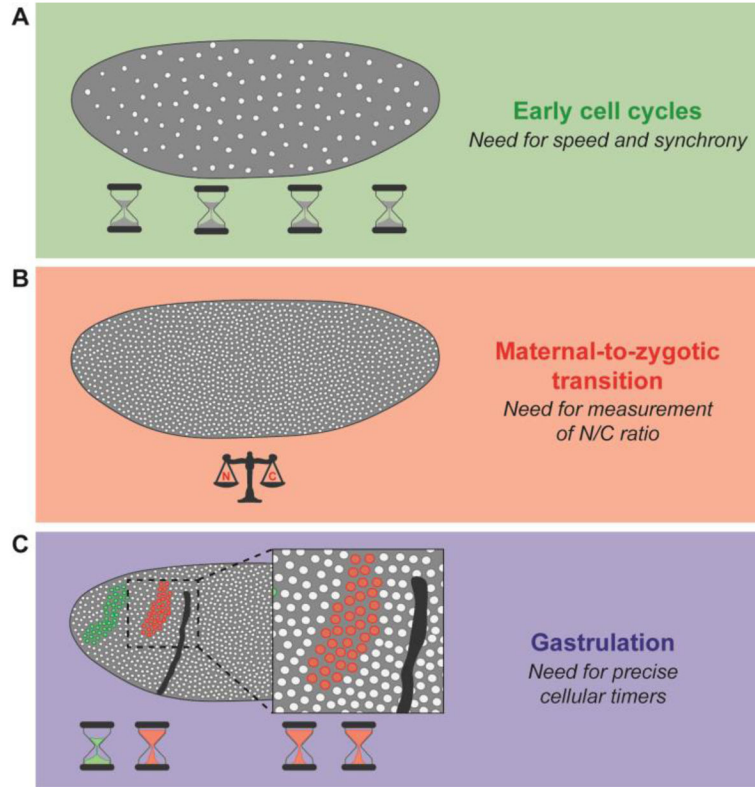 A
Early cell cycles
Need for speed and synchrony
B
Maternal-to-zygotic
transition
Need for measurement
of N/C ratio
N C
C
Gastrulation
Need for precise
cellular timers